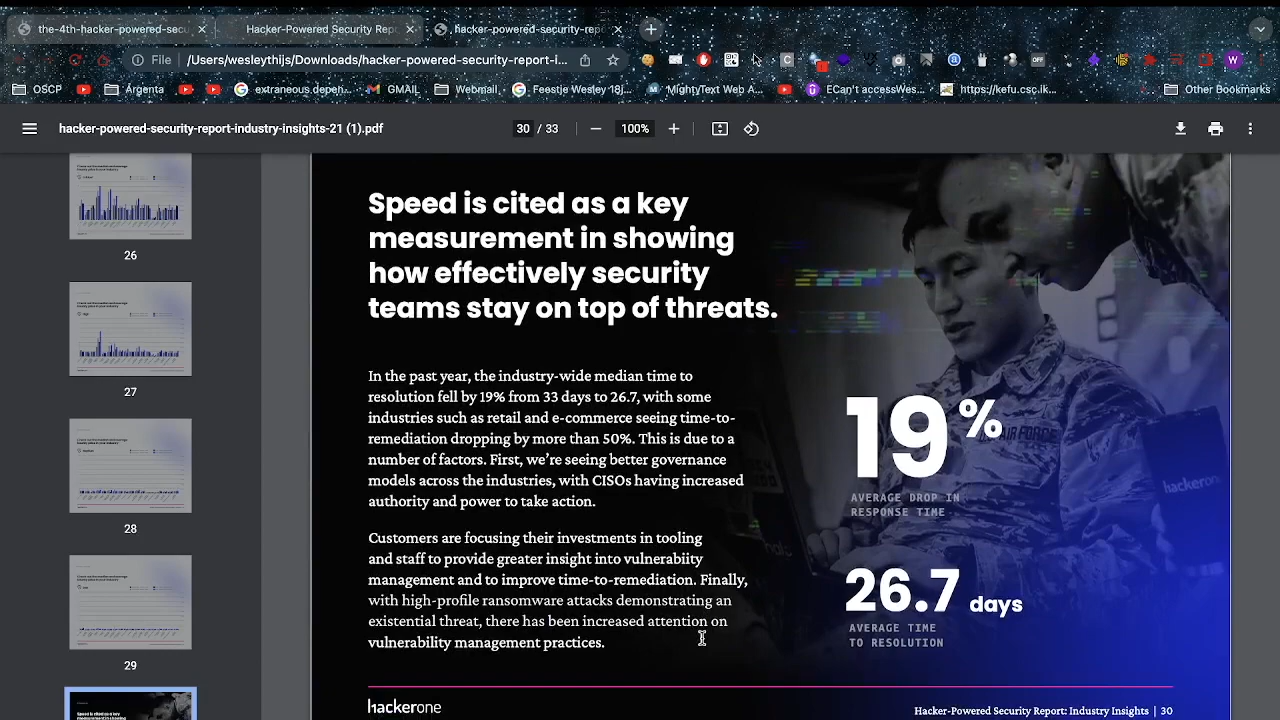 the-4th-hacker-powered-secu
Hacker-Powered Security Repo
hacker-powered-security-repo
File
/Users/wesleythijs/Downloads/hacker-powered-security-report-i...
OSCP
Argenta
extraneous.depeh...
GMAIL
Webmail
Feestje Wesley 18j...
MightyText Web A...
ECan't accessWes...
https://kefu.csc.lk...
Other Bookmarks
hacker-powered-security-report-industry-insights-21 (1).pdf
30 / 33
100%
26
27
28
29
Speed is cited as a key
measurement in showing
how effectively security
teams stay on top of threats.
In the past year, the industry-wide median time to
resolution fell by 19% from 33 days to 26.7, with some
industries such as retail and e-commerce seeing time-to-
remediation dropping by more than 50%. This is due to a
number of factors. First, we're seeing better governance
models across the industries, with CISOs having increased
authority and power to take action.
Customers are focusing their investments in tooling
and staff to provide greater insight into vulnerabiity
management and to improve time-to-remediation. Finally,
with high-profile ransomware attacks demonstrating an
existential threat, there has been increased attention on
vulnerability management practices.
19%
AVERAGE DROP IN
RESPONSE TIME
26.7 days
AVERAGE TIME
TO RESOLUTION
U.S. AIR FORCE
hackerone
hackerone
Hacker-Powered Security Report: Industry Insights | 30